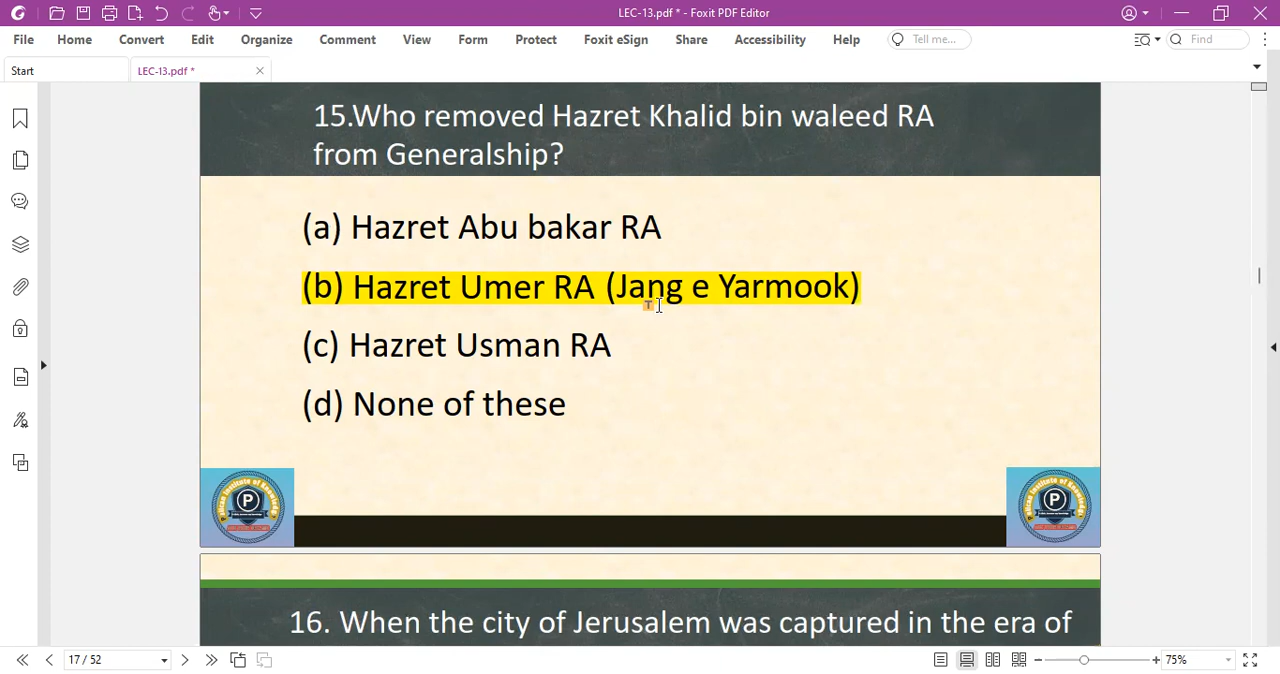 LEC-13.pdf * - Foxit PDF Editor
File Home Convert Edit Organize Comment View Form Protect Foxit eSign Share Accessibility Help Tell me... Find
Start LEC-13.pdf *
15.Who removed Hazret Khalid bin waleed RA
from Generalship?
(a) Hazret Abu bakar RA
(b) Hazret Umer RA (Jang e Yarmook)
(c) Hazret Usman RA
(d) None of these
P P
16. When the city of Jerusalem was captured in the era of
17 / 52 75%